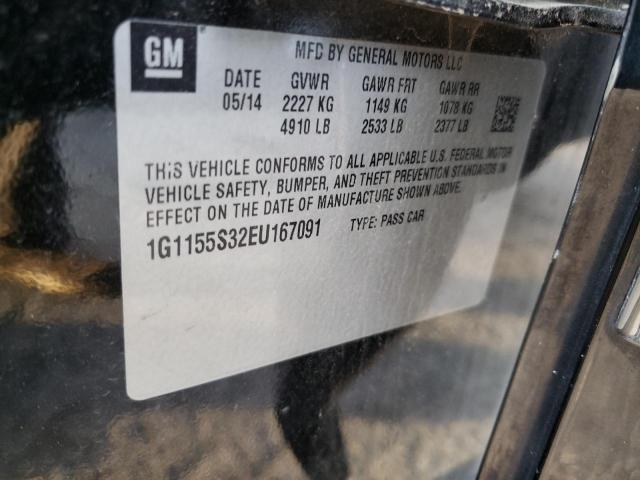 GM
MFD BY GENERAL MOTORS LLC
DATE GVWR GAWR FRT GAWR RR
05/14 2227 KG 1149 KG 1078 KG
4910 LB 2533 LB 2377 LB
THIS VEHICLE CONFORMS TO ALL APPLICABLE U.S. FEDERAL MOTOR
VEHICLE SAFETY, BUMPER, AND THEFT PREVENTION STANDARDS IN
EFFECT ON THE DATE OF MANUFACTURE SHOWN ABOVE.
1G1155S32EU167091 TYPE: PASS CAR